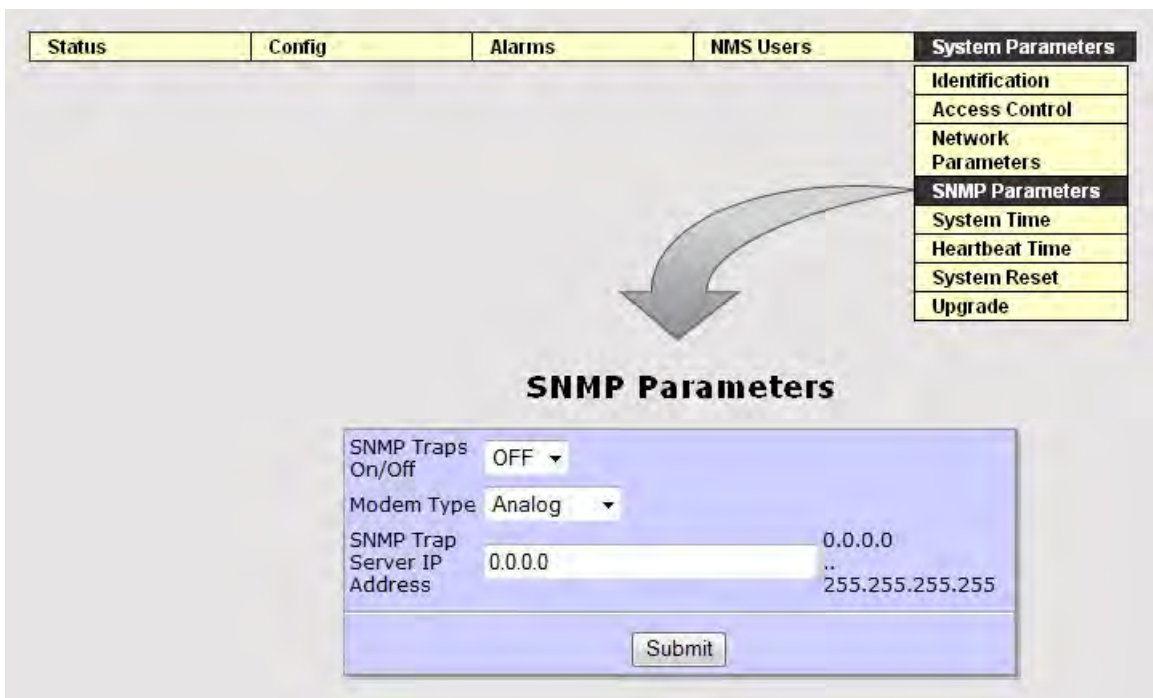 Status Config Alarms NMS Users System Parameters
Identification
Access Control
Network
Parameters
SNMP Parameters
System Time
Heartbeat Time
System Reset
Upgrade
SNMP Parameters
SNMP Traps
On/Off
OFF
Modem Type Analog
SNMP Trap
Server IP
Address
0.0.0.0
0.0.0.0
..
255.255.255.255
Submit